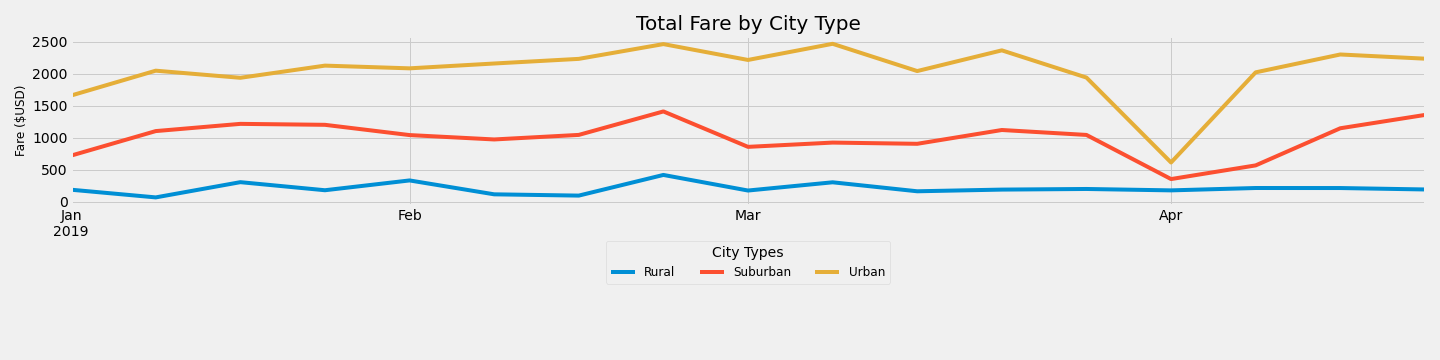 Total Fare by City Type
Fare ($USD)
2500
2000
1500
1000
500
0
Jan Feb Mar Apr
2019
City Types
Rural Suburban Urban